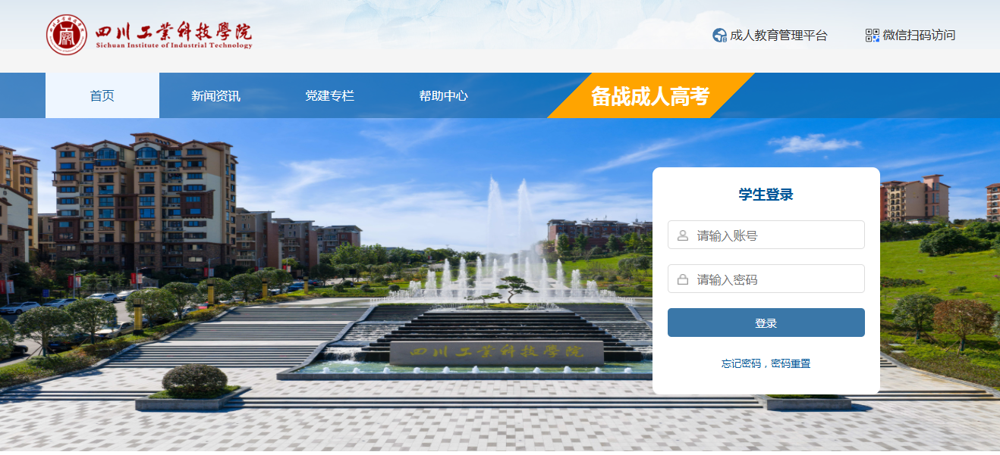 四川工業科技學院
Sichuan Institute of Industrial Technology
成人教育管理平台
微信扫码访问
首页
新闻资讯
党建专栏
帮助中心
备战成人高考
学生登录
请输入账号
请输入密码
登录
忘记密码，密码重置
四川工業科技學院